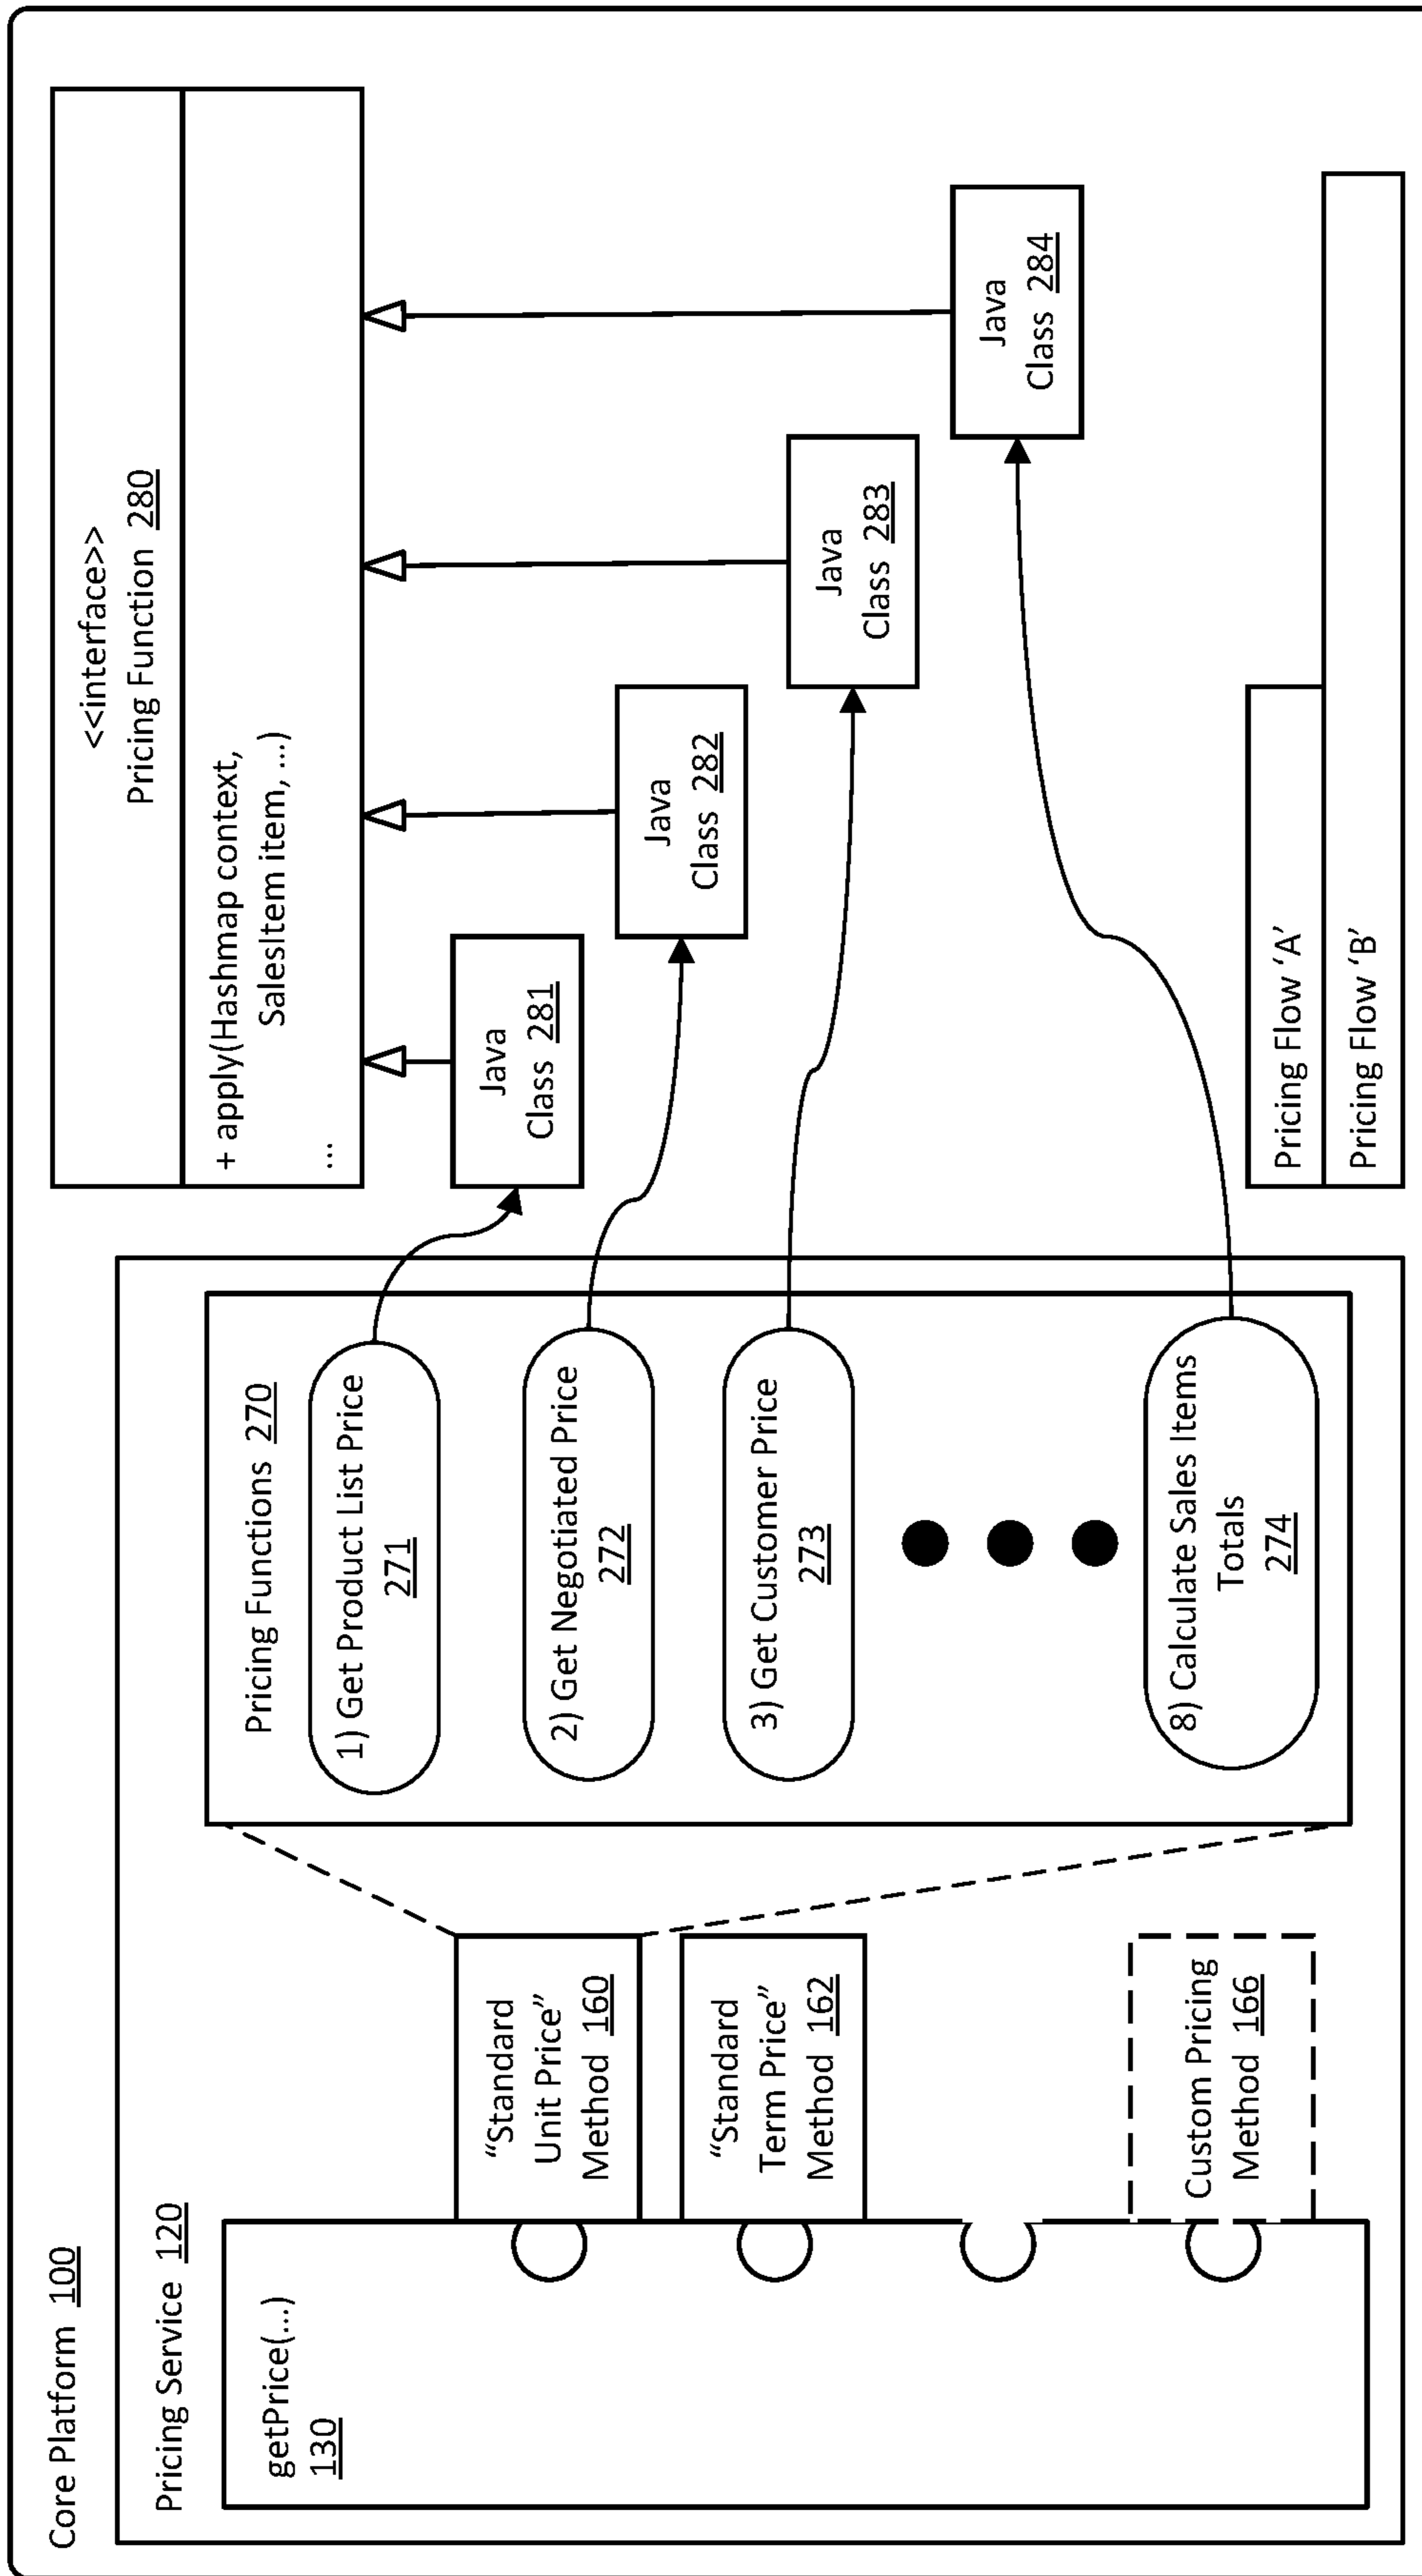 Core Platform 100
Pricing Service 120
getPrice(...)
130
“Standard
Unit Price”
Method 160
“Standard
Term Price”
Method 162
Custom Pricing
Method 166
Pricing Functions 270
1) Get Product List Price
271
2) Get Negotiated Price
272
3) Get Customer Price
273
8) Calculate Sales Items
Totals
274
<<interface>>
Pricing Function 280
+ apply(Hashmap context,
SalesItem item, ...)
...
Java
Class 281
Java
Class 282
Java
Class 283
Java
Class 284
Pricing Flow ‘A’
Pricing Flow ‘B’